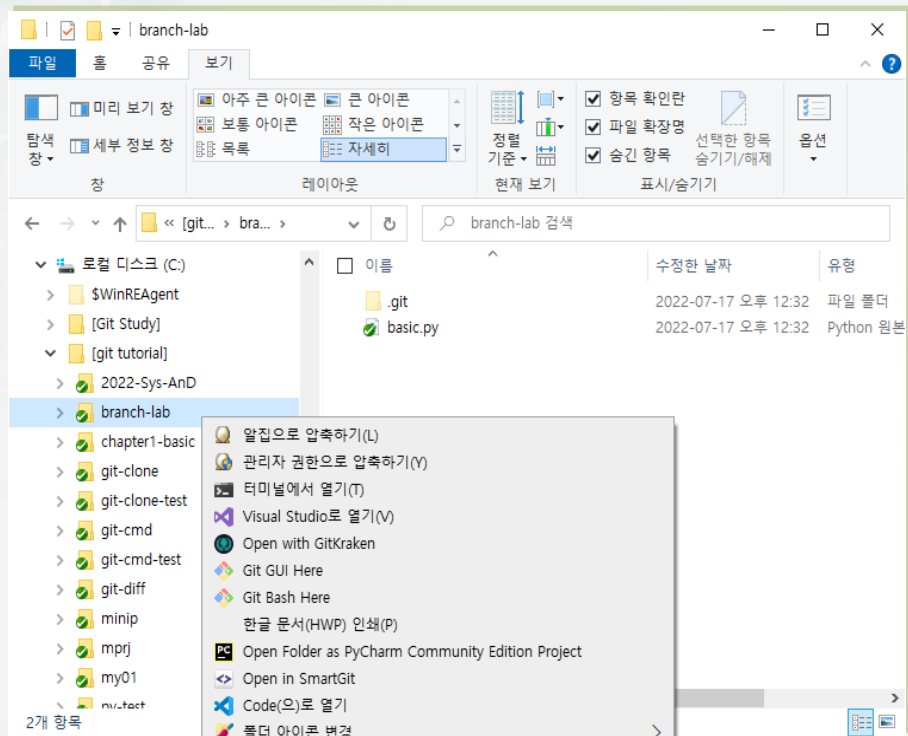 branch-lab
파일 홈 공유 보기
탐색 창
미리 보기 창
세부 정보 창
창
아주 큰 아이콘 큰 아이콘
보통 아이콘 작은 아이콘
목록 자세히
레이아웃
정렬 기준
현재 보기
항목 확인란
파일 확장명
숨긴 항목
선택한 항목 숨기기/해제
표시/숨기기
옵션
« [git... › bra... ›
branch-lab 검색
로컬 디스크 (C:)
$WinREAgent
[Git Study]
[git tutorial]
2022-Sys-AnD
branch-lab
chapter1-basic
git-clone
git-clone-test
git-cmd
git-cmd-test
git-diff
minip
mprj
my01
py-test
이름 수정한 날짜 유형
.git 2022-07-17 오후 12:32 파일 폴더
basic.py 2022-07-17 오후 12:32 Python 원본
알집으로 압축하기(L)
관리자 권한으로 압축하기(Y)
터미널에서 열기(T)
Visual Studio로 열기(V)
Open with GitKraken
Git GUI Here
Git Bash Here
한글 문서(HWP) 인쇄(P)
Open Folder as PyCharm Community Edition Project
Open in SmartGit
Code(으)로 열기
폴더 아이콘 변경
2개 항목